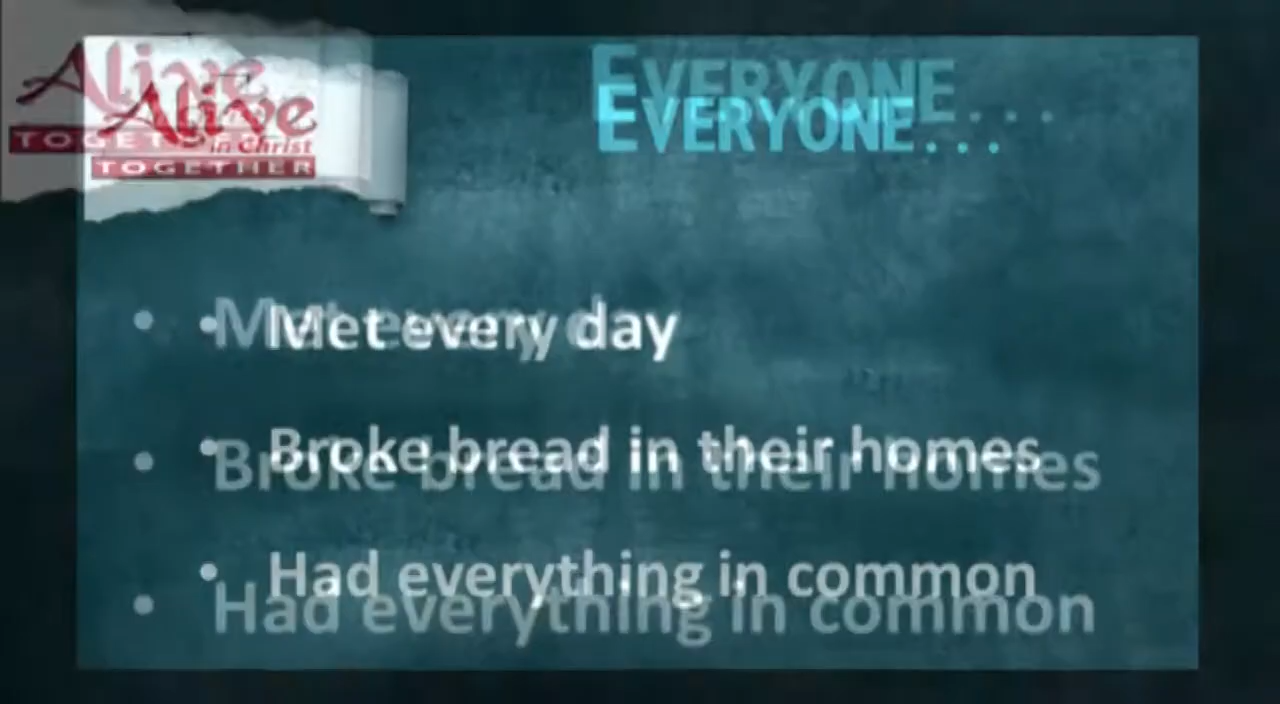 Alive
in Christ
TOGETHER
EVERYONE...
• Met every day
• Broke bread in their homes
• Had everything in common